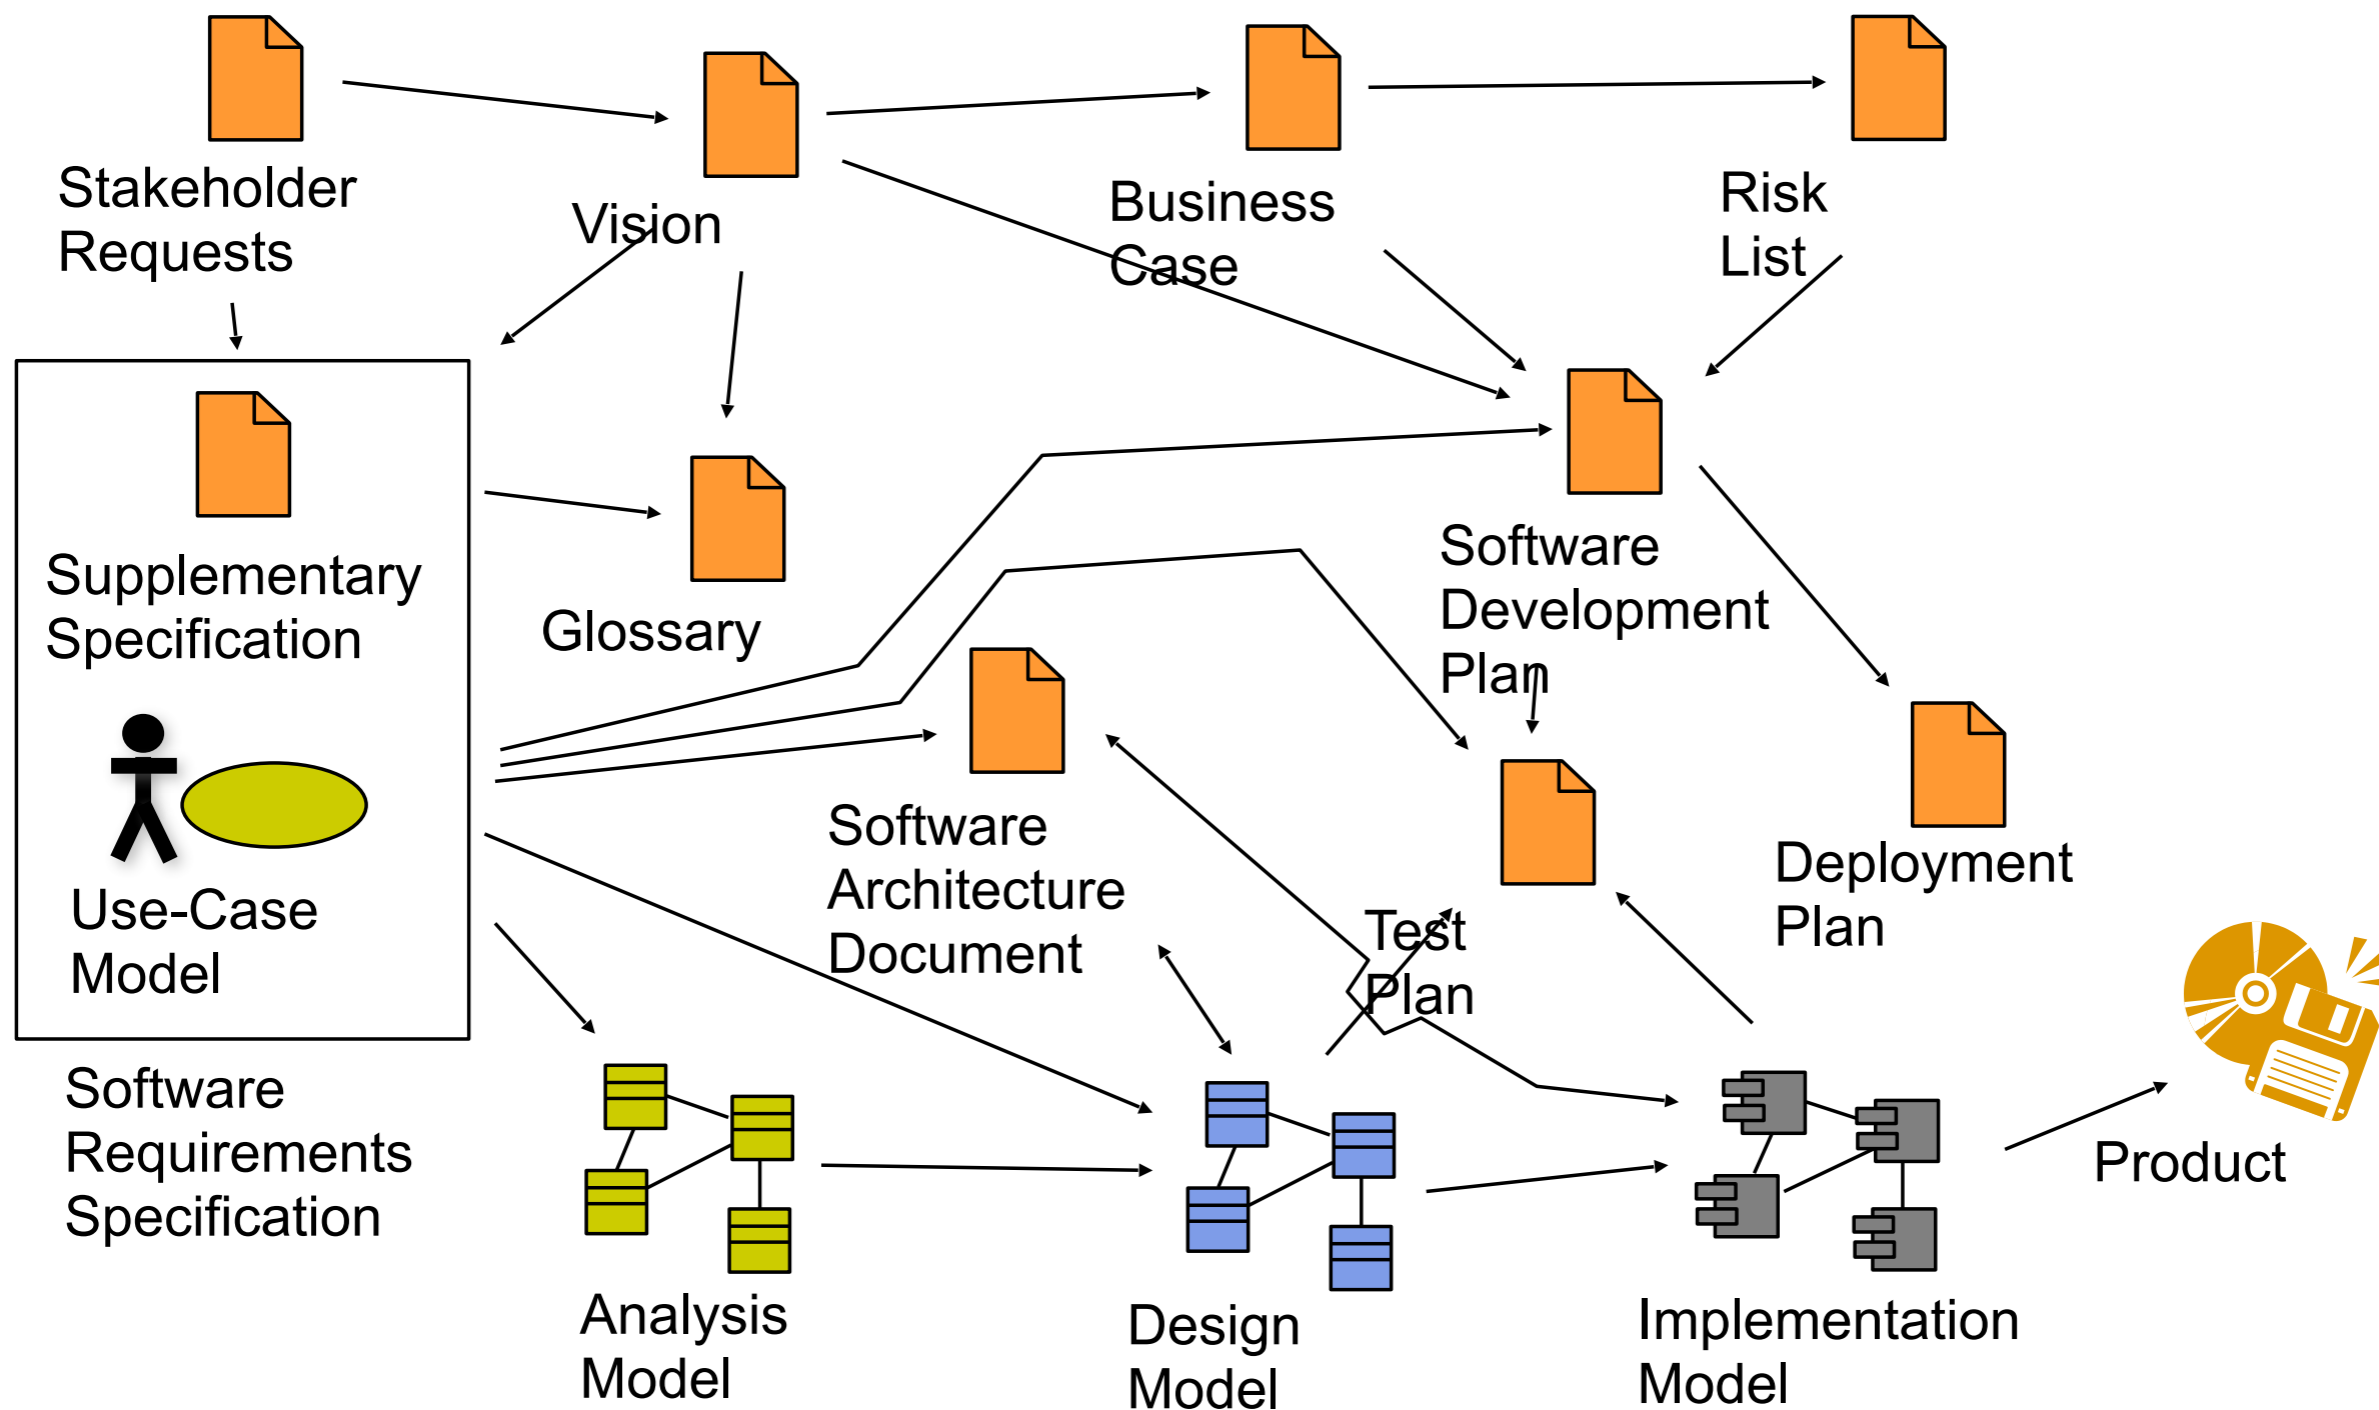 Stakeholder
Requests
Vision
Business
Case
Risk
List
Supplementary
Specification
Glossary
Software
Development
Plan
Use-Case
Model
Software
Architecture
Document
Test
Plan
Deployment
Plan
Software
Requirements
Specification
Product
Analysis
Model
Design
Model
Implementation
Model